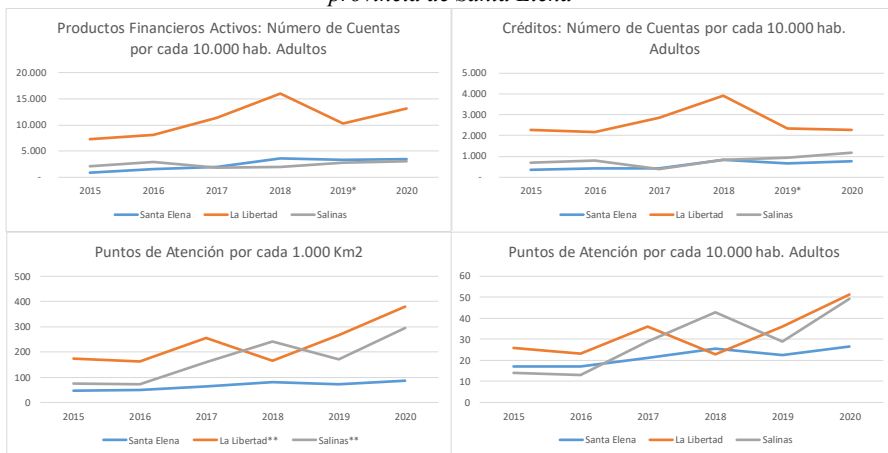 provincia de Santa Elena
Productos Financieros Activos: Número de Cuentas
por cada 10.000 hab. Adultos
20.000
15.000
10.000
5.000
-
2015 2016 2017 2018 2019* 2020
Santa Elena La Libertad Salinas
Créditos: Número de Cuentas por cada 10.000 hab.
Adultos
5.000
4.000
3.000
2.000
1.000
-
2015 2016 2017 2018 2019* 2020
Santa Elena La Libertad Salinas
Puntos de Atención por cada 1.000 Km2
500
400
300
200
100
0
2015 2016 2017 2018 2019 2020
Santa Elena La Libertad** Salinas**
Puntos de Atención por cada 10.000 hab. Adultos
60
50
40
30
20
10
0
2015 2016 2017 2018 2019 2020
Santa Elena La Libertad Salinas